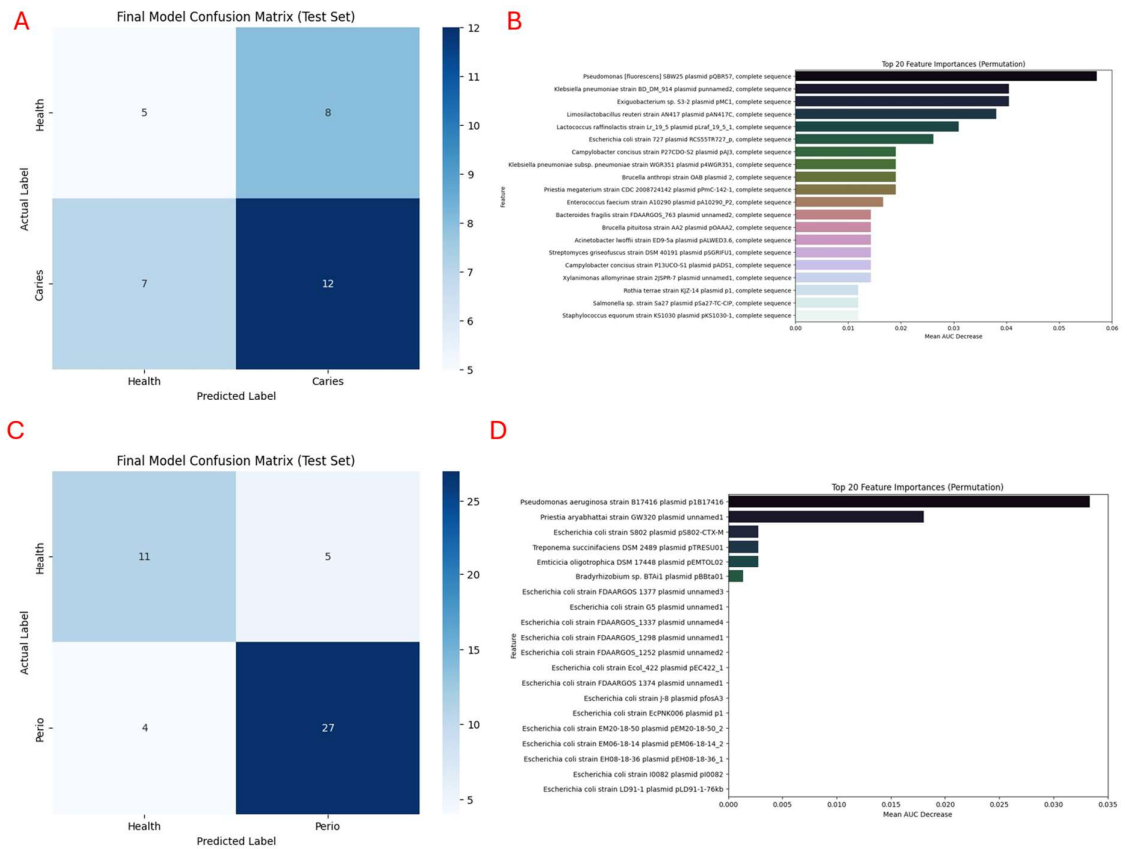 A
Final Model Confusion Matrix (Test Set)
Actual Label
Health
Caries
5
8
7
12
Health
Caries
Predicted Label
12
11
10
9
8
7
6
5
B
Top 20 Feature Importances (Permutation)
Feature
Pseudomonas [fluorescens] SBW25 plasmid pQBR57, complete sequence
Klebsiella pneumoniae strain BD_DM_914 plasmid punnamed2, complete sequence
Exiguobacterium sp. S3-2 plasmid pMC1, complete sequence
Limosilactobacillus reuteri strain AN417 plasmid pAN417C, complete sequence
Lactococcus raffinolactis strain Lr_19_5 plasmid pLraf_19_5_1, complete sequence
Escherichia coli strain 727 plasmid RCS55TR727_p, complete sequence
Campylobacter concisus strain P27CDO-S2 plasmid pAJ3, complete sequence
Klebsiella pneumoniae subsp. pneumoniae strain WGR351 plasmid p4WGR351, complete sequence
Brucella anthropi strain OAB plasmid 2, complete sequence
Priestia megaterium strain CDC 2008724142 plasmid pPmC-142-1, complete sequence
Enterococcus faecium strain A10290 plasmid pA10290_P2, complete sequence
Bacteroides fragilis strain FDAARGOS_763 plasmid unnamed2, complete sequence
Brucella pituitosa strain AA2 plasmid pOAAA2, complete sequence
Acinetobacter lwoffii strain ED9-5a plasmid pALWED3.6, complete sequence
Streptomyces griseofuscus strain DSM 40191 plasmid pSGRIFU1, complete sequence
Campylobacter concisus strain P13UCO-S1 plasmid pADS1, complete sequence
Xylanimonas allomyrinae strain 2JSPR-7 plasmid unnamed1, complete sequence
Rothia terrae strain KJZ-14 plasmid p1, complete sequence
Salmonella sp. strain Sa27 plasmid pSa27-TC-CIP, complete sequence
Staphylococcus equorum strain KS1030 plasmid pKS1030-1, complete sequence
0.00
0.01
0.02
0.03
0.04
0.05
0.06
Mean AUC Decrease
C
Final Model Confusion Matrix (Test Set)
Actual Label
Health
Perio
11
5
4
27
Health
Perio
Predicted Label
25
20
15
10
5
D
Top 20 Feature Importances (Permutation)
Feature
Pseudomonas aeruginosa strain B17416 plasmid p1B17416
Priestia aryabhattai strain GW320 plasmid unnamed1
Escherichia coli strain S802 plasmid pS802-CTX-M
Treponema succinifaciens DSM 2489 plasmid pTRESU01
Emticicia oligotrophica DSM 17448 plasmid pEMTOL02
Bradyrhizobium sp. BTAi1 plasmid pBBta01
Escherichia coli strain FDAARGOS 1377 plasmid unnamed3
Escherichia coli strain G5 plasmid unnamed1
Escherichia coli strain FDAARGOS_1337 plasmid unnamed4
Escherichia coli strain FDAARGOS_1298 plasmid unnamed1
Escherichia coli strain FDAARGOS_1252 plasmid unnamed2
Escherichia coli strain Ecol_422 plasmid pEC422_1
Escherichia coli strain FDAARGOS 1374 plasmid unnamed1
Escherichia coli strain J-8 plasmid pfosA3
Escherichia coli strain EcPNK006 plasmid p1
Escherichia coli strain EM20-18-50 plasmid pEM20-18-50_2
Escherichia coli strain EM06-18-14 plasmid pEM06-18-14_2
Escherichia coli strain EH08-18-36 plasmid pEH08-18-36_1
Escherichia coli strain I0082 plasmid pI0082
Escherichia coli strain LD91-1 plasmid pLD91-1-76kb
0.000
0.005
0.010
0.015
0.020
0.025
0.030
0.035
Mean AUC Decrease